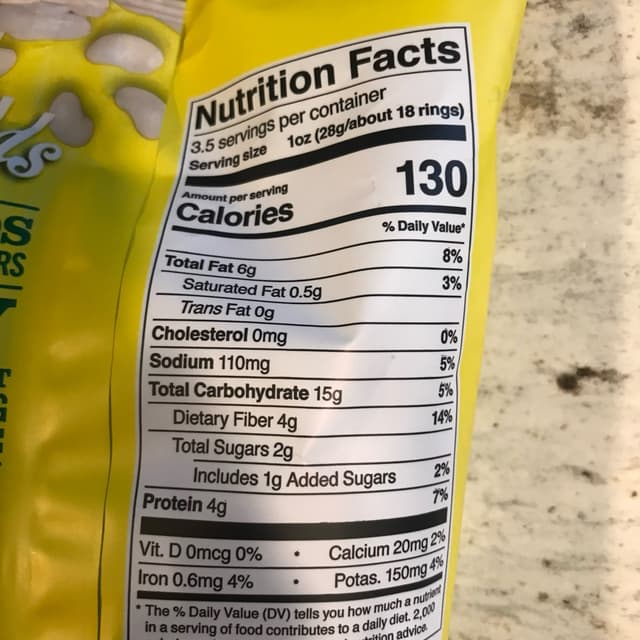 Nutrition Facts
3.5 servings per container
Serving size 1oz (28g/about 18 rings)
Amount per serving
Calories 130
% Daily Value*
Total Fat 6g 8%
Saturated Fat 0.5g 3%
Trans Fat 0g
Cholesterol 0mg 0%
Sodium 110mg 5%
Total Carbohydrate 15g 5%
Dietary Fiber 4g 14%
Total Sugars 2g
Includes 1g Added Sugars 2%
Protein 4g 7%
Vit. D 0mcg 0% • Calcium 20mg 2%
Iron 0.6mg 4% • Potas. 150mg 4%
* The % Daily Value (DV) tells you how much a nutrient
in a serving of food contributes to a daily diet. 2,000
nutrition advice.
ds
S
RS